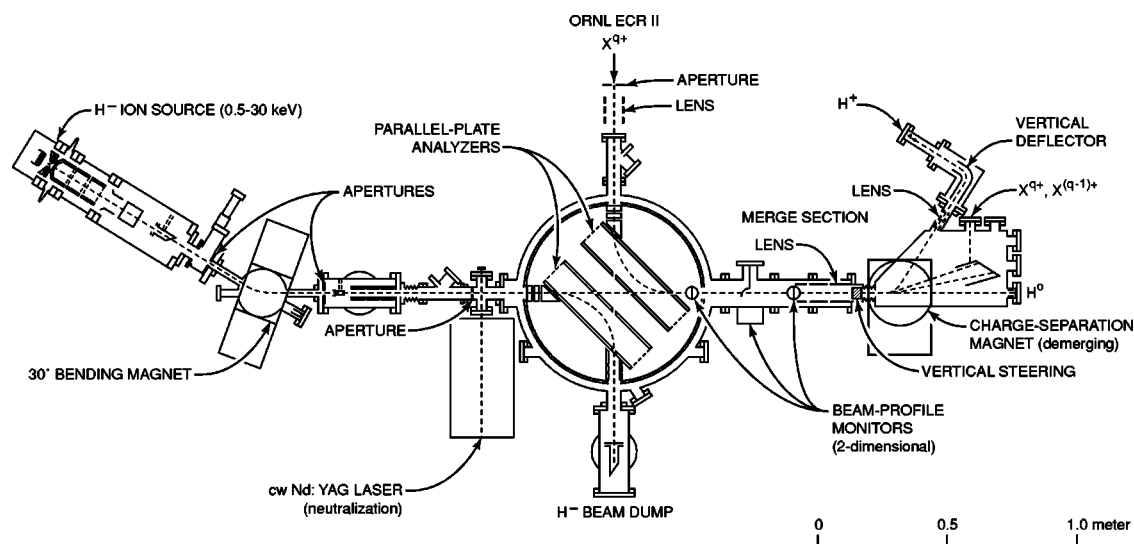 ORNL ECR II
X^q+
APERTURE
LENS
H⁻ ION SOURCE (0.5-30 keV)
PARALLEL-PLATE
ANALYZERS
H⁺
VERTICAL
DEFLECTOR
APERTURES
LENS
X^q+, X^(q-1)+
MERGE SECTION
LENS
H°
APERTURE
CHARGE-SEPARATION
MAGNET (demerging)
30° BENDING MAGNET
VERTICAL STEERING
BEAM-PROFILE
MONITORS
(2-dimensional)
cw Nd: YAG LASER
(neutralization)
H⁻ BEAM DUMP
0 0.5 1.0 meter